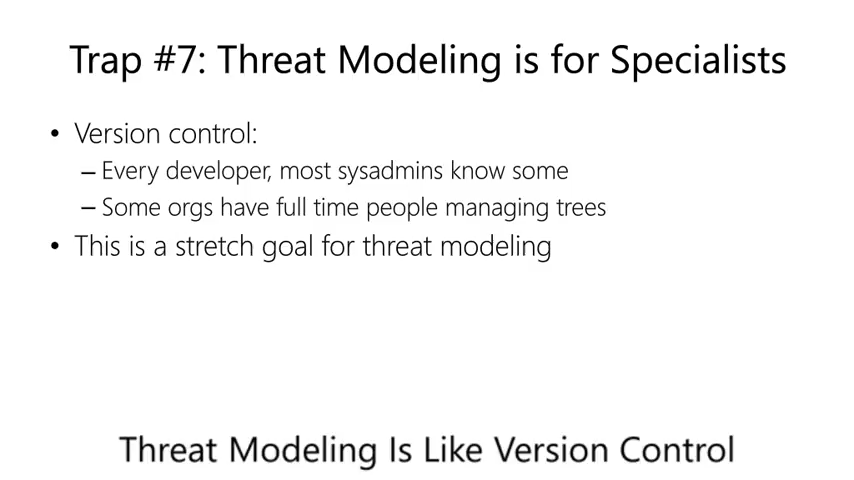 Trap #7: Threat Modeling is for Specialists
• Version control:
– Every developer, most sysadmins know some
– Some orgs have full time people managing trees
• This is a stretch goal for threat modeling
Threat Modeling Is Like Version Control